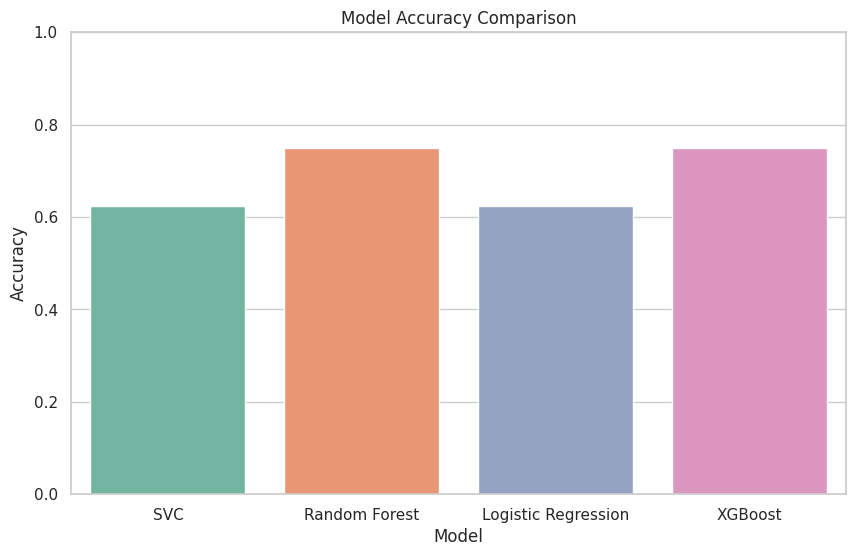 Model Accuracy Comparison
1.0
0.8
0.6
0.4
0.2
0.0
Accuracy
SVC
Random Forest
Logistic Regression
XGBoost
Model